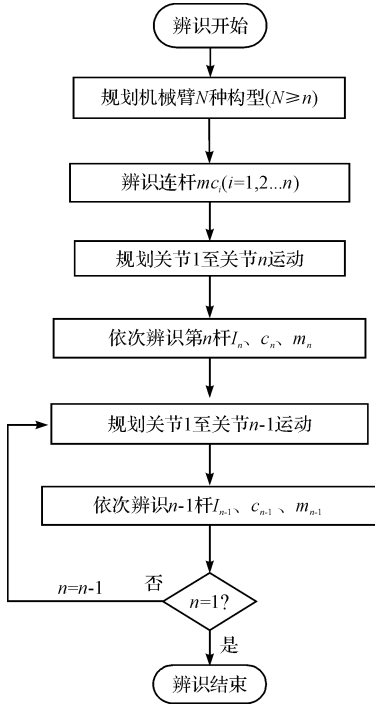 辨识开始
规划机械臂N种构型(N≥n)
辨识连杆mcᵢ(i=1,2...n)
规划关节1至关节n运动
依次辨识第n杆Iₙ、cₙ、mₙ
规划关节1至关节n-1运动
依次辨识n-1杆Iₙ₋₁、cₙ₋₁、mₙ₋₁
n=n-1
否
n=1?
是
辨识结束